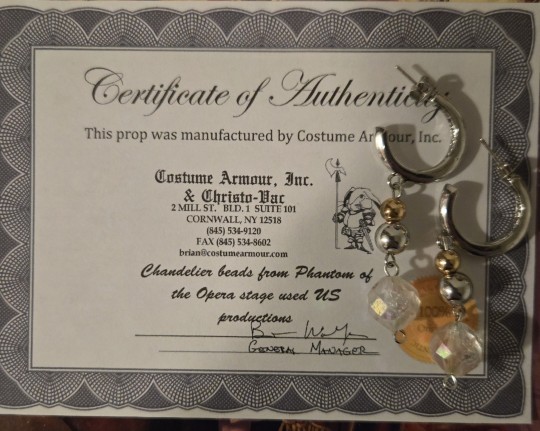 Certificate of Authenticity
This prop was manufactured by Costume Armour, Inc.
Costume Armour, Inc.
& Christo-Vac
2 MILL ST. BLD. 1 SUITE 101
CORNWALL, NY 12518
(845) 534-9120
FAX (845) 534-8602
brian@costumearmour.com
Chandelier beads from Phantom of
the Opera stage used US
productions
GENERAL MANAGER